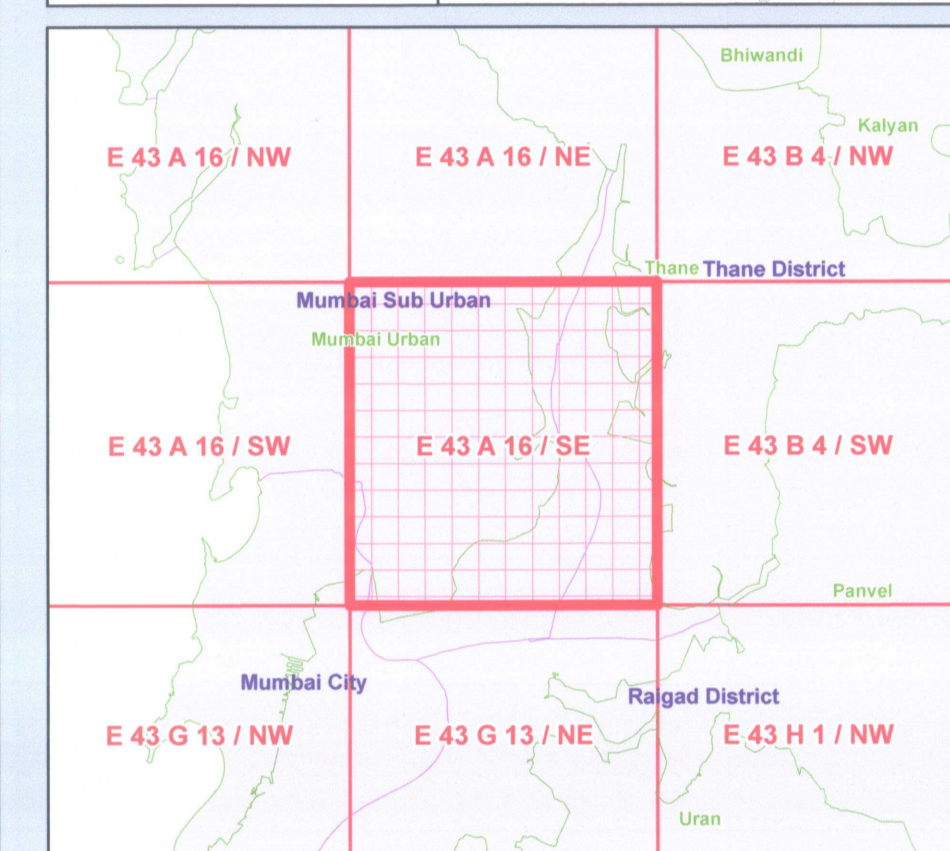 Bhiwandi
Kalyan
E 43 A 16 / NW
E 43 A 16 / NE
E 43 B 4 / NW
Thane Thane District
Mumbai Sub Urban
Mumbai Urban
E 43 A 16 / SW
E 43 A 16 / SE
E 43 B 4 / SW
Panvel
Mumbai City
Raigad District
E 43 G 13 / NW
E 43 G 13 / NE
E 43 H 1 / NW
Uran